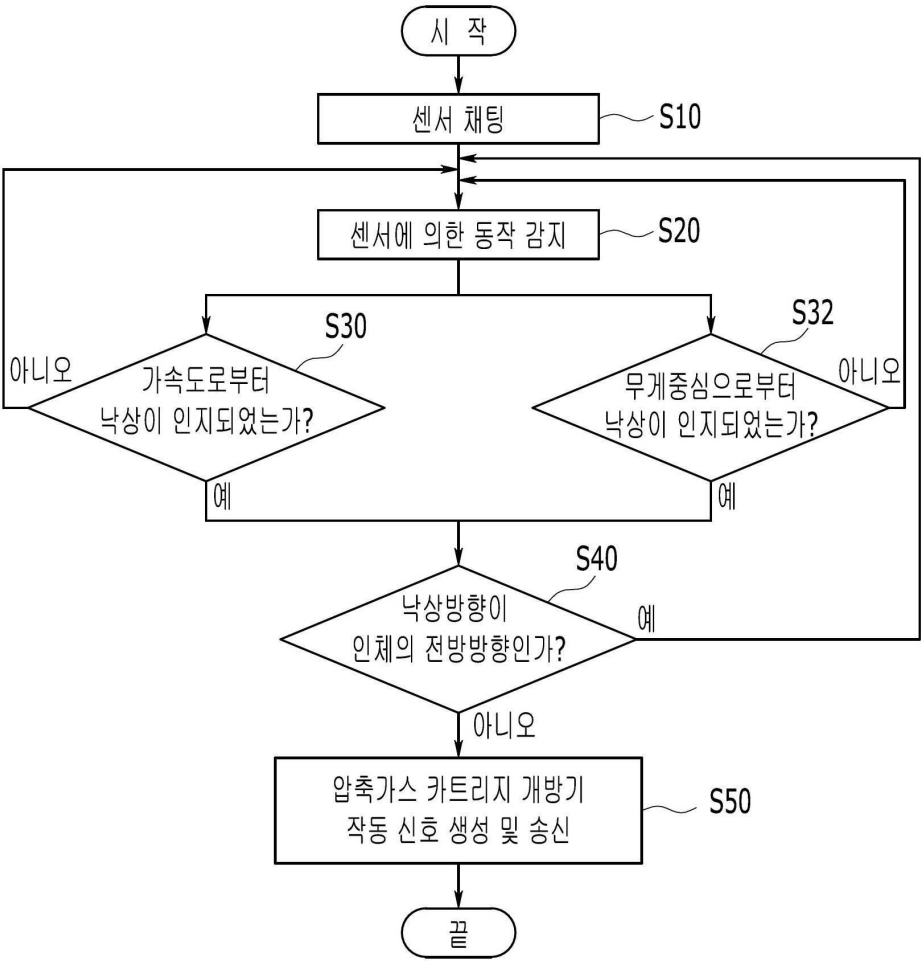 시 작
센서 채팅
S10
센서에 의한 동작 감지
S20
S30
S32
아니오
가속도로부터
낙상이 인지되었는가?
무게중심으로부터
낙상이 인지되었는가?
아니오
예
예
S40
낙상방향이
인체의 전방방향인가?
예
아니오
압축가스 카트리지 개방기
작동 신호 생성 및 송신
S50
끝